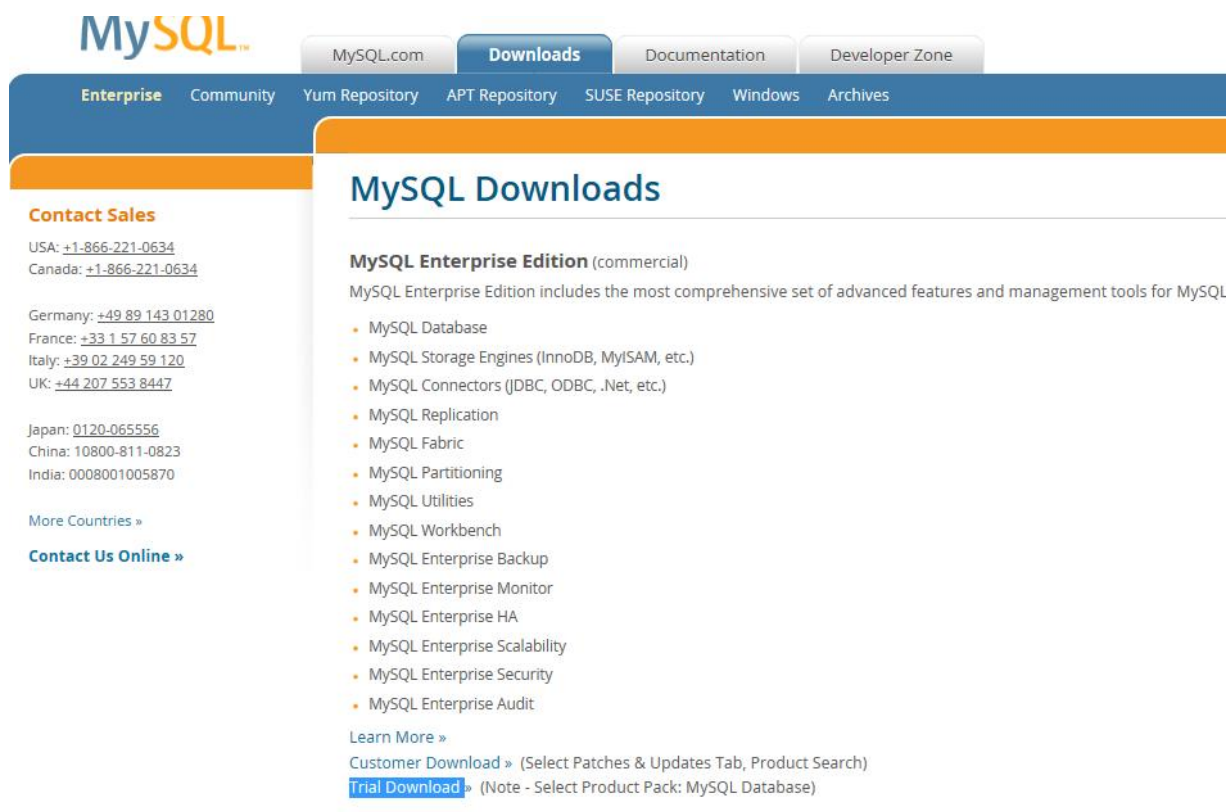 MySQL™
MySQL.com Downloads Documentation Developer Zone
Enterprise Community Yum Repository APT Repository SUSE Repository Windows Archives
Contact Sales
USA: +1-866-221-0634
Canada: +1-866-221-0634
Germany: +49 89 143 01280
France: +33 1 57 60 83 57
Italy: +39 02 249 59 120
UK: +44 207 553 8447
Japan: 0120-065556
China: 10800-811-0823
India: 0008001005870
More Countries »
Contact Us Online »
MySQL Downloads
MySQL Enterprise Edition (commercial)
MySQL Enterprise Edition includes the most comprehensive set of advanced features and management tools for MySQL
• MySQL Database
• MySQL Storage Engines (InnoDB, MyISAM, etc.)
• MySQL Connectors (JDBC, ODBC, .Net, etc.)
• MySQL Replication
• MySQL Fabric
• MySQL Partitioning
• MySQL Utilities
• MySQL Workbench
• MySQL Enterprise Backup
• MySQL Enterprise Monitor
• MySQL Enterprise HA
• MySQL Enterprise Scalability
• MySQL Enterprise Security
• MySQL Enterprise Audit
Learn More »
Customer Download » (Select Patches & Updates Tab, Product Search)
Trial Download » (Note - Select Product Pack: MySQL Database)